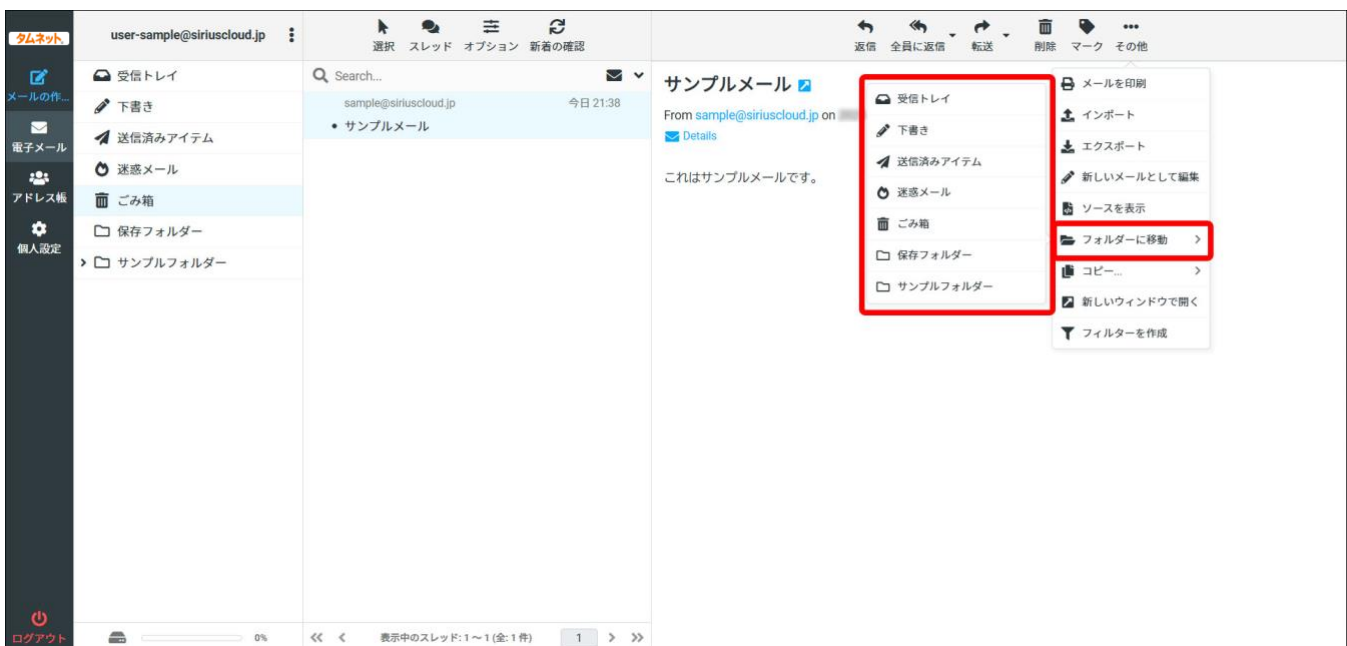 タムネット
メールの作...
電子メール
アドレス帳
個人設定
ログアウト
user-sample@siriuscloud.jp
受信トレイ
下書き
送信済みアイテム
迷惑メール
ごみ箱
保存フォルダー
サンプルフォルダー
0%
選択 スレッド オプション 新着の確認
Search...
sample@siriuscloud.jp 今日 21:38
• サンプルメール
表示中のスレッド: 1 ~ 1 (全: 1 件) 1
返信 全員に返信 転送 削除 マーク その他
サンプルメール
From sample@siriuscloud.jp on
Details
これはサンプルメールです。
受信トレイ
下書き
送信済みアイテム
迷惑メール
ごみ箱
保存フォルダー
サンプルフォルダー
メールを印刷
インポート
エクスポート
新しいメールとして編集
ソースを表示
フォルダーに移動
コピー...
新しいウィンドウで開く
フィルターを作成